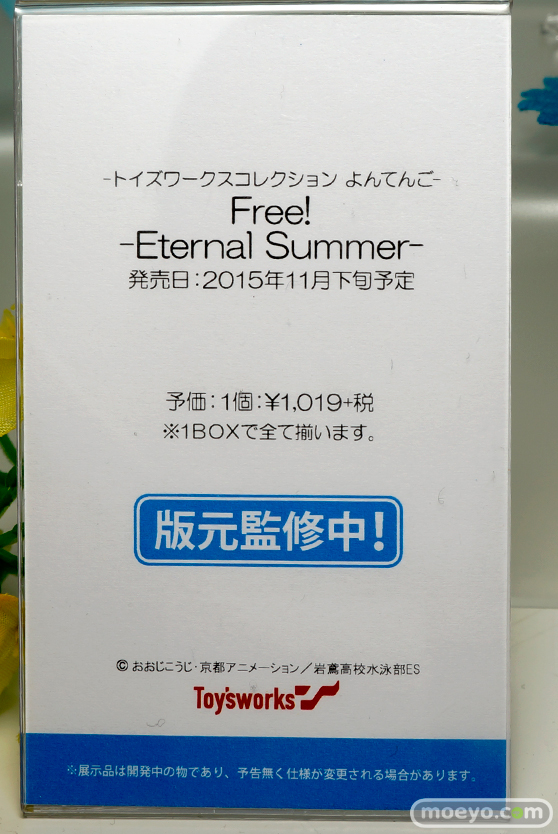 -トイズワークスコレクション よんてんご-
Free!
-Eternal Summer-
発売日：2015年11月下旬予定
予価：1個：¥1,019+税
※1BOXで全て揃います。
版元監修中！
© おおじこうじ・京都アニメーション／岩鳶高校水泳部ES
Toy'sworks
※展示品は開発中の物であり、予告無く仕様が変更される場合があります。
moeyo.com